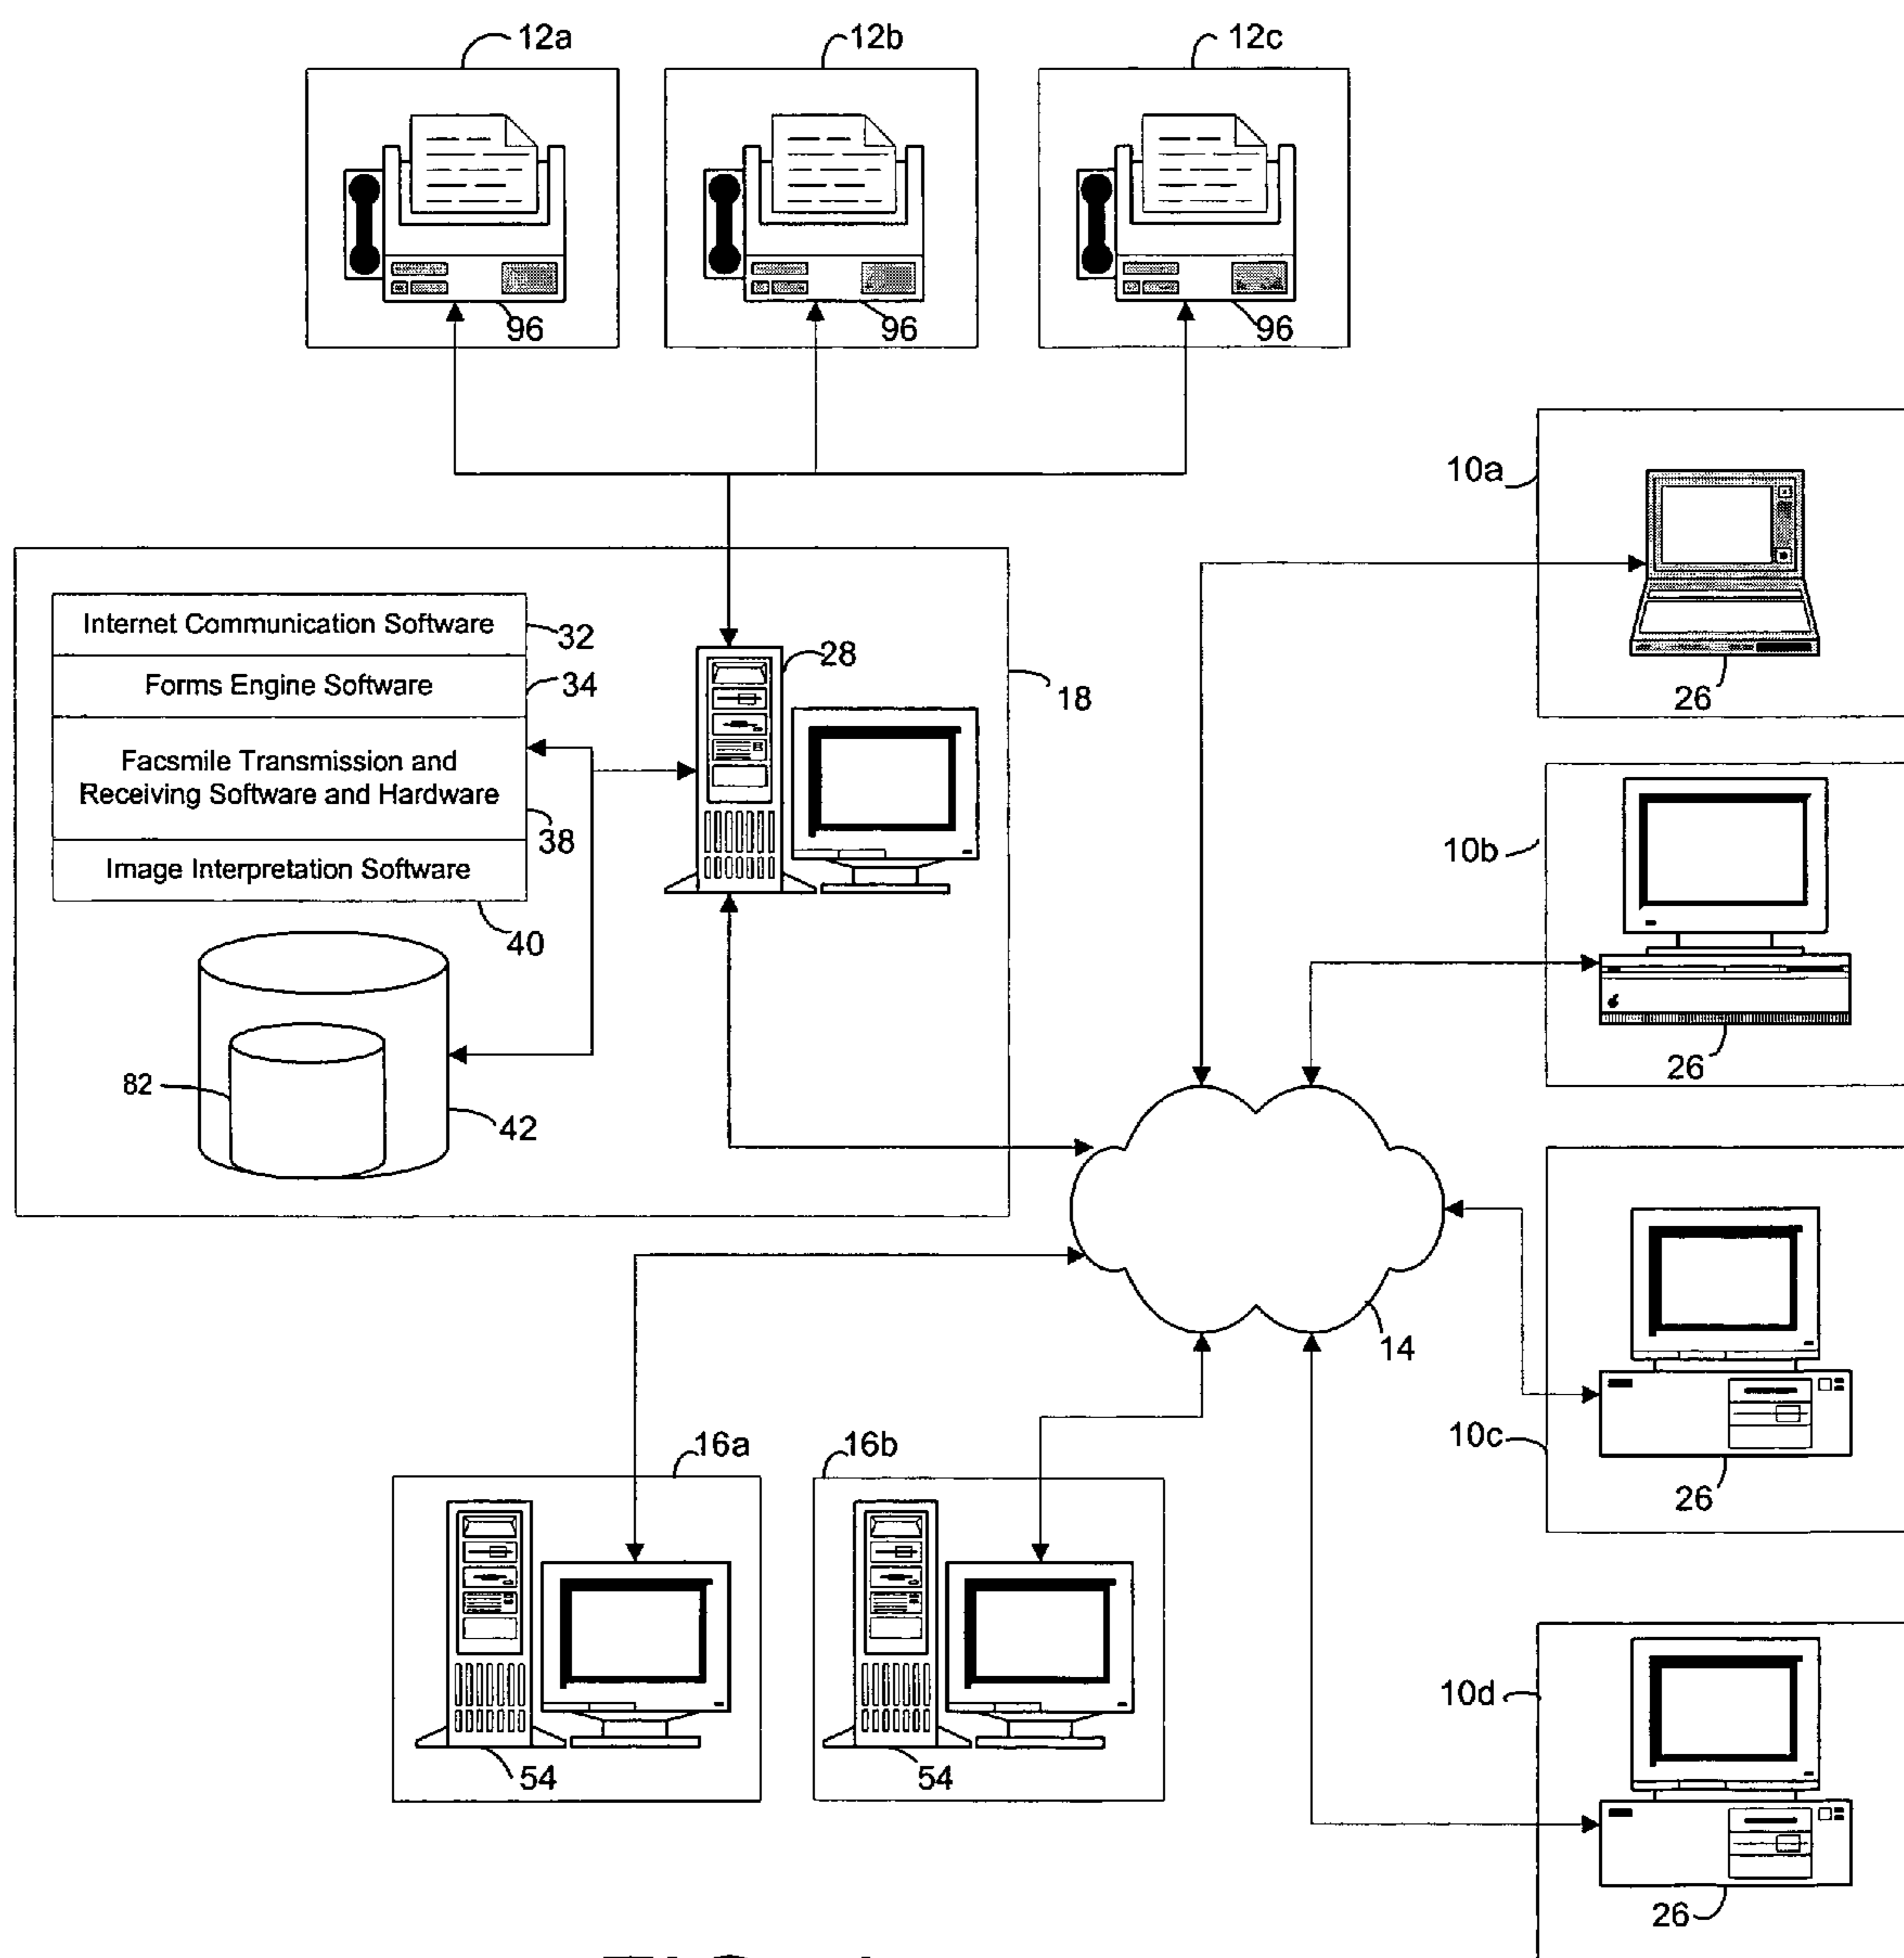 12a
12b
12c
96
96
96
10a
26
Internet Communication Software
32
28
Forms Engine Software
34
18
Facsmile Transmission and
Receiving Software and Hardware
38
10b
Image Interpretation Software
40
26
82
42
14
10c
16a
16b
26
10d
54
54
26